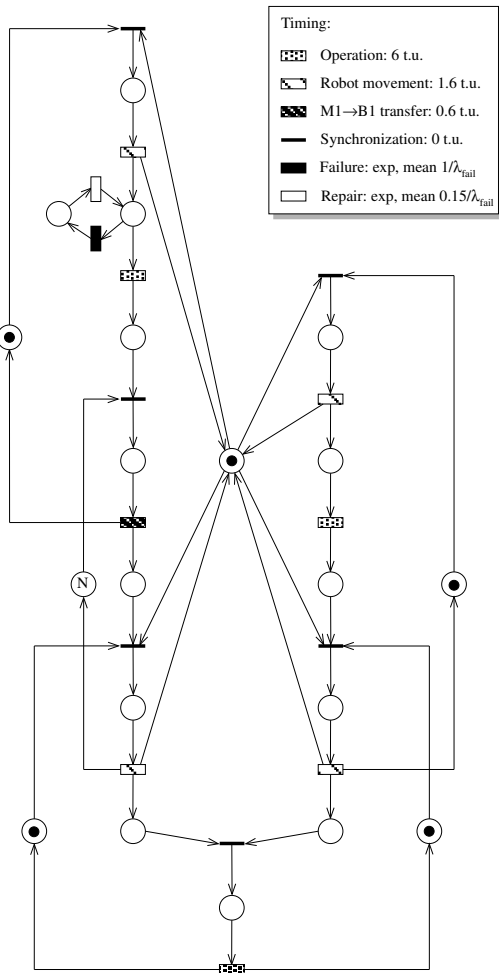 Timing:
Operation: 6 t.u.
Robot movement: 1.6 t.u.
M1→B1 transfer: 0.6 t.u.
Synchronization: 0 t.u.
Failure: exp, mean 1/λfail
Repair: exp, mean 0.15/λfail
N